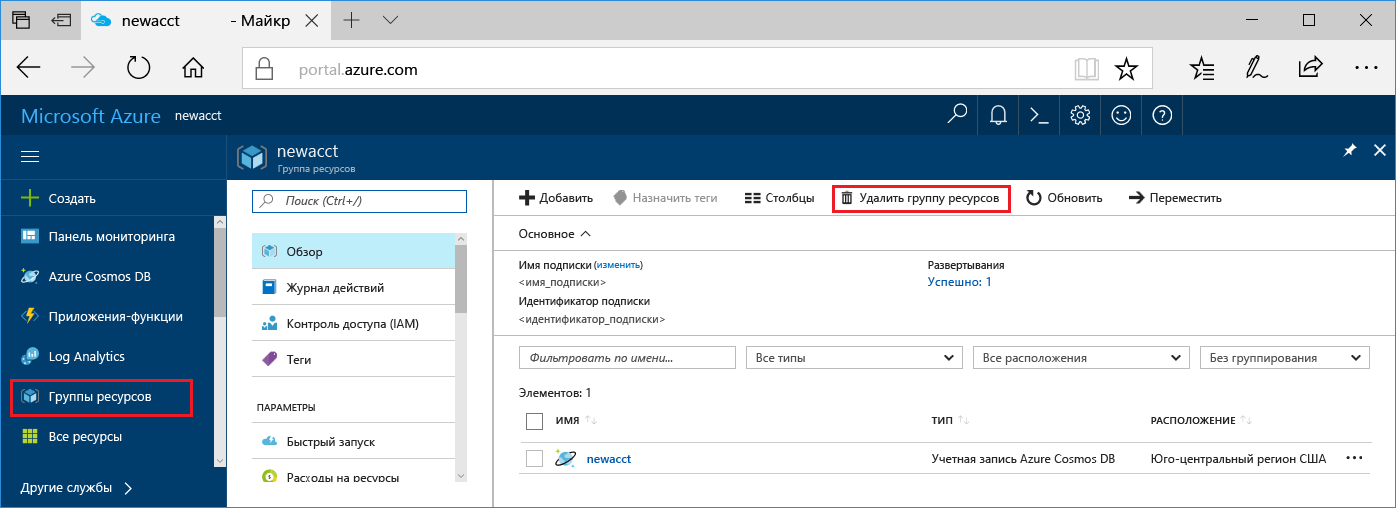 newacct - Майкр
portal.azure.com
Microsoft Azure newacct
newacct
Группа ресурсов
Создать
Панель мониторинга
Azure Cosmos DB
Приложения-функции
Log Analytics
Группы ресурсов
Все ресурсы
Другие службы
Поиск (Ctrl+/)
Обзор
Журнал действий
Контроль доступа (IAM)
Теги
ПАРАМЕТРЫ
Быстрый запуск
Расходы на ресурсы
Добавить Назначить теги Столбцы Удалить группу ресурсов Обновить Переместить
Основное
Имя подписки (изменить) Развертывания
<имя_подписки> Успешно: 1
Идентификатор подписки
<идентификатор_подписки>
Фильтровать по имени... Все типы Все расположения Без группирования
Элементов: 1
ИМЯ ТИП РАСПОЛОЖЕНИЕ
newacct Учетная запись Azure Cosmos DB Юго-центральный регион США